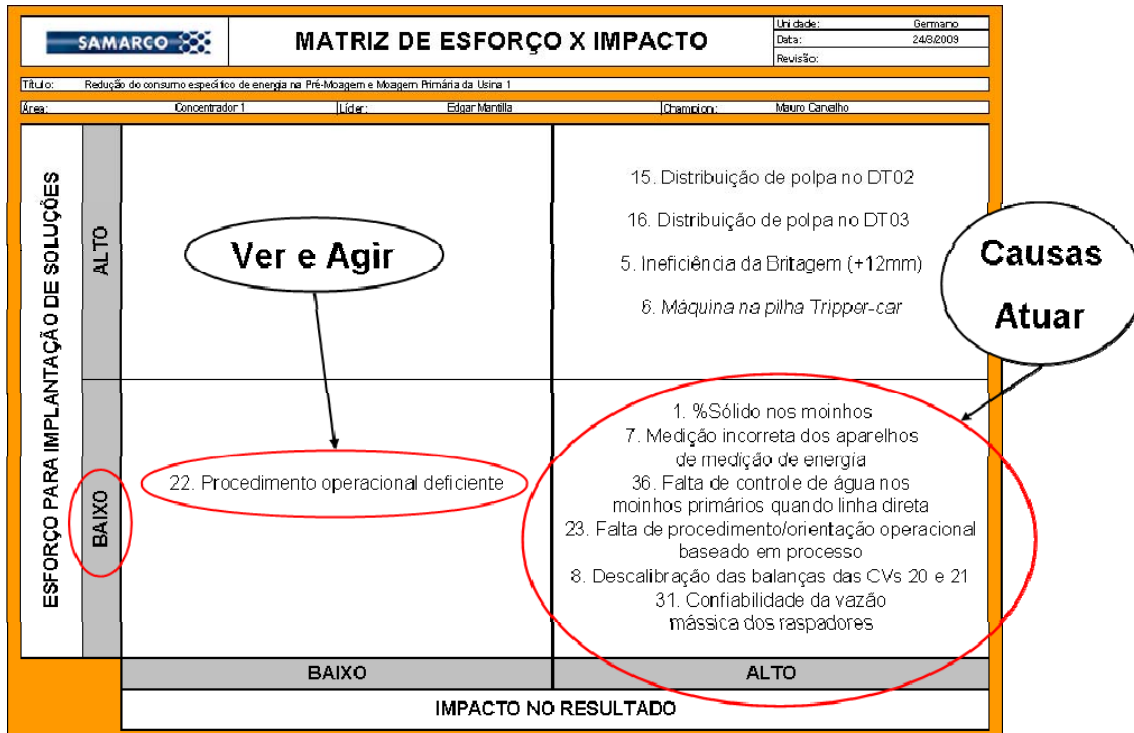 SAMARCO
MATRIZ DE ESFORÇO X IMPACTO
Unidade: Germano
Data: 24/8/2009
Revisão:
Título: Redução do consumo específico de energia na Pré-Moagem e Moagem Primária da Usina 1
Área: Concentrador 1 Líder: Edgar Mantilla Champion: Mauro Carvalho
ESFORÇO PARA IMPLANTAÇÃO DE SOLUÇÕES
ALTO
Ver e Agir
15. Distribuição de polpa no DT02
16. Distribuição de polpa no DT03
5. Ineficiência da Britagem (+12mm)
6. Máquina na pilha Tripper-car
Causas
Atuar
BAIXO
22. Procedimento operacional deficiente
1. %Sólido nos moinhos
7. Medição incorreta dos aparelhos
de medição de energia
36. Falta de controle de água nos
moinhos primários quando linha direta
23. Falta de procedimento/orientação operacional
baseado em processo
8. Descalibração das balanças das CVs 20 e 21
31. Confiabilidade da vazão
mássica dos raspadores
BAIXO
ALTO
IMPACTO NO RESULTADO